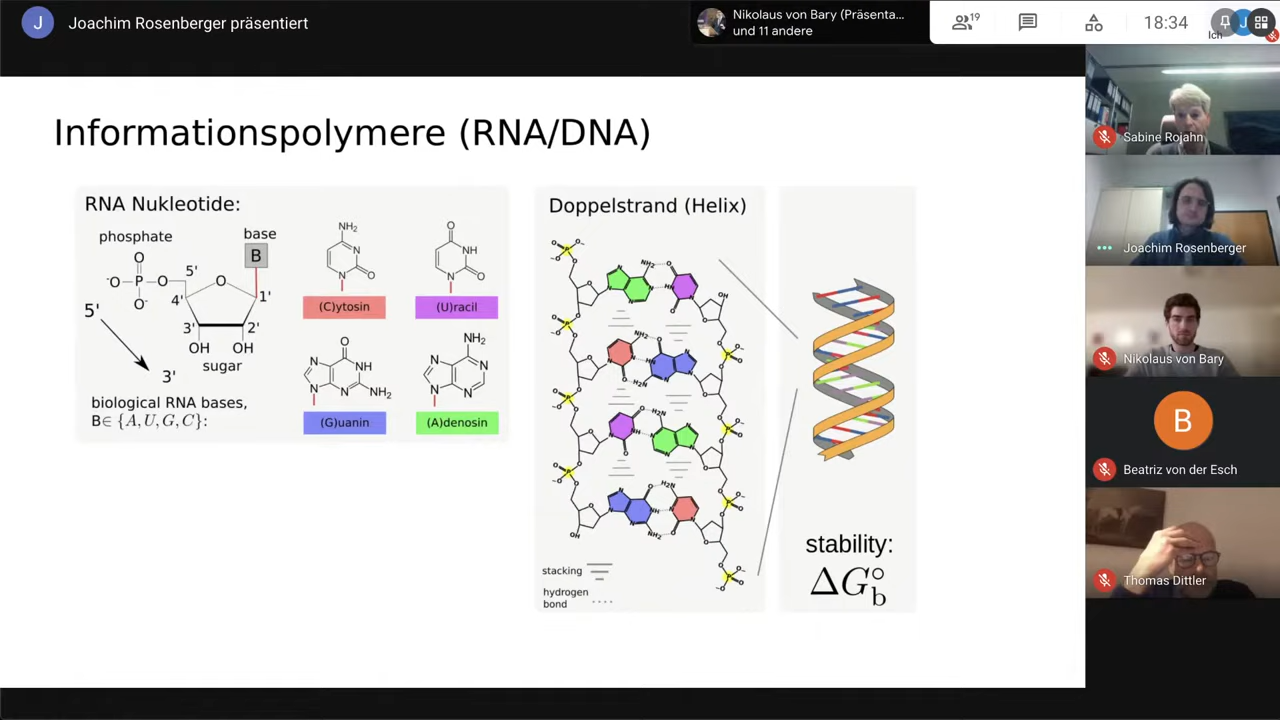 J
Joachim Rosenberger präsentiert
Nikolaus von Bary (Präsenta...
und 11 andere
19
18:34
J
Ich
Informationspolymere (RNA/DNA)
RNA Nukleotide:
phosphate
base
B
O
⁻O
P
O
O⁻
5'
O
4'
1'
3'
2'
OH
OH
sugar
5'
3'
NH₂
N
N
O
(C)ytosin
O
NH
N
O
(U)racil
O
N
NH
N
N
NH₂
(G)uanin
NH₂
N
N
N
N
(A)denosin
biological RNA bases,
B∈ {A, U, G, C}:
Doppelstrand (Helix)
stacking
hydrogen
bond
stability:
ΔG°b
Sabine Rojahn
Joachim Rosenberger
Nikolaus von Bary
B
Beatriz von der Esch
Thomas Dittler